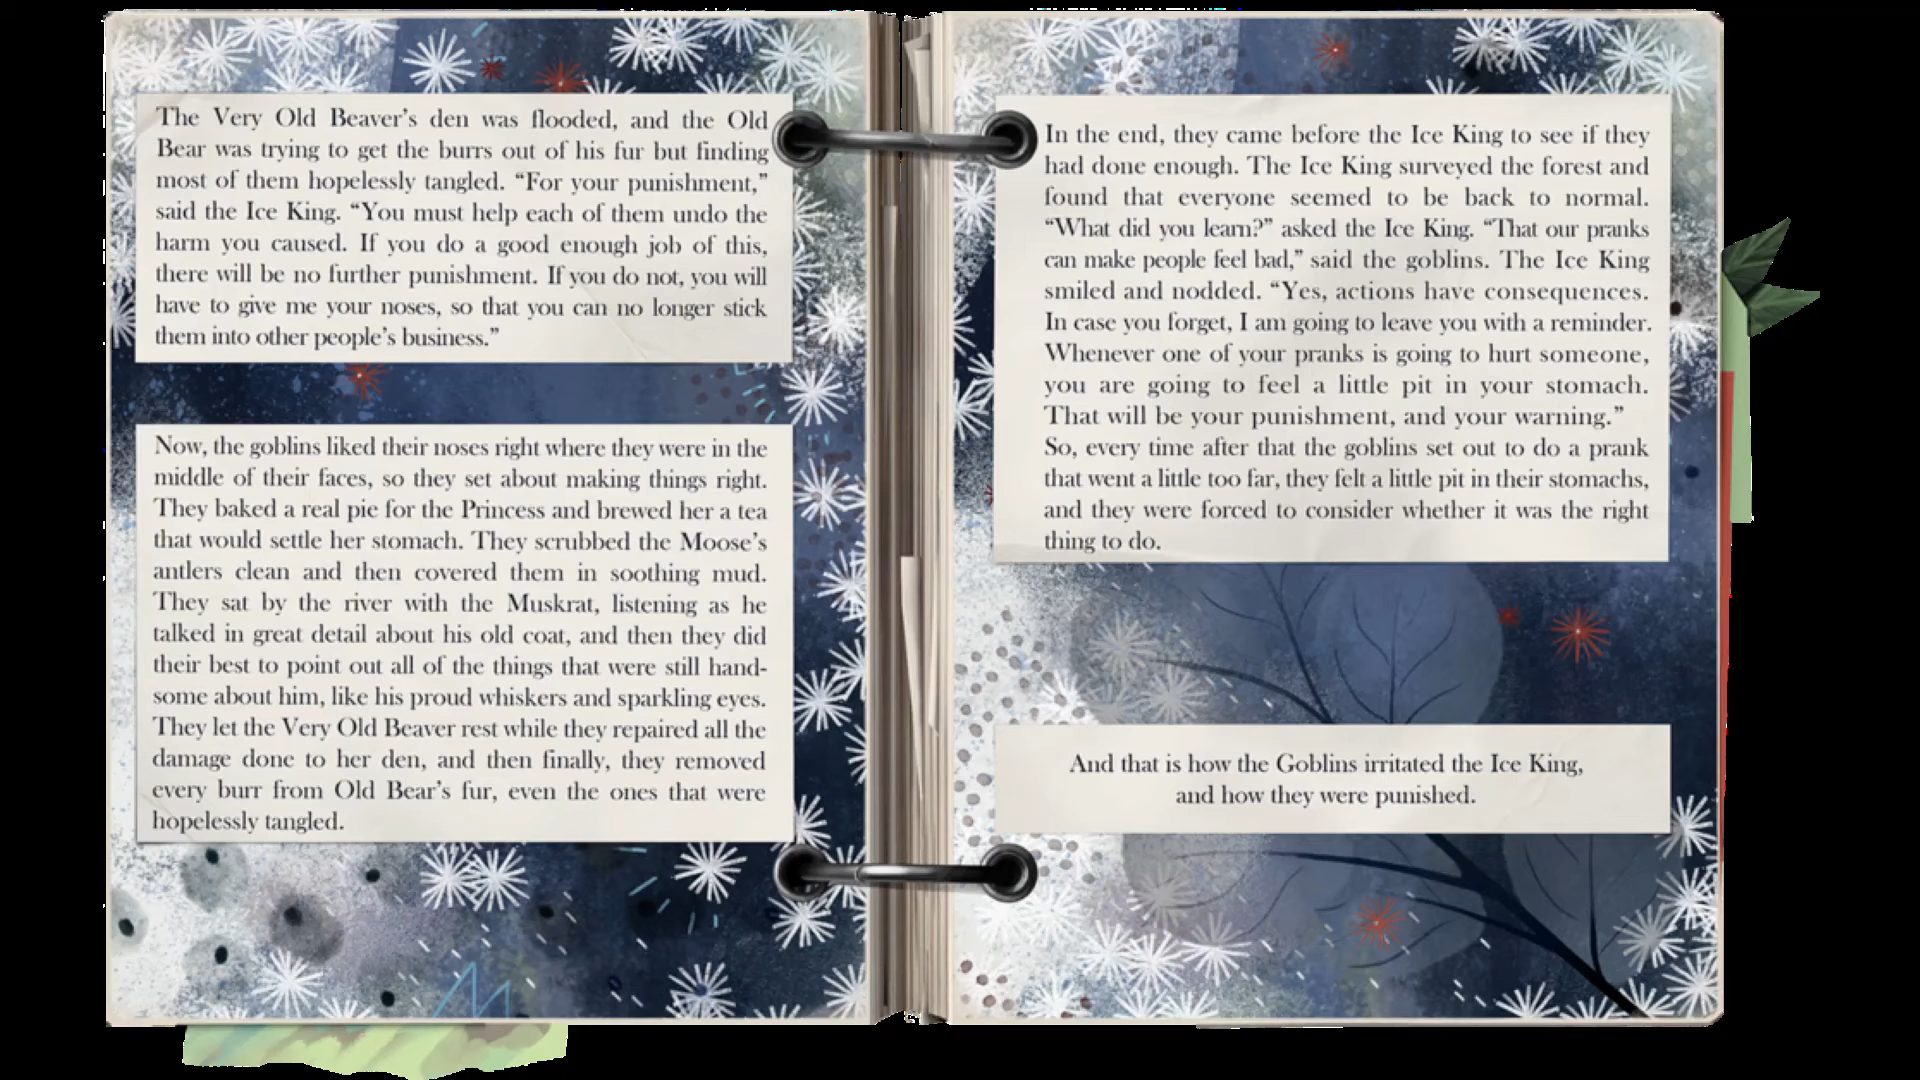 The Very Old Beaver’s den was flooded, and the Old
Bear was trying to get the burrs out of his fur but finding
most of them hopelessly tangled. “For your punishment,”
said the Ice King. “You must help each of them undo the
harm you caused. If you do a good enough job of this,
there will be no further punishment. If you do not, you will
have to give me your noses, so that you can no longer stick
them into other people’s business.”
Now, the goblins liked their noses right where they were in the
middle of their faces, so they set about making things right.
They baked a real pie for the Princess and brewed her a tea
that would settle her stomach. They scrubbed the Moose’s
antlers clean and then covered them in soothing mud.
They sat by the river with the Muskrat, listening as he
talked in great detail about his old coat, and then they did
their best to point out all of the things that were still hand-
some about him, like his proud whiskers and sparkling eyes.
They let the Very Old Beaver rest while they repaired all the
damage done to her den, and then finally, they removed
every burr from Old Bear’s fur, even the ones that were
hopelessly tangled.
In the end, they came before the Ice King to see if they
had done enough. The Ice King surveyed the forest and
found that everyone seemed to be back to normal.
“What did you learn?” asked the Ice King. “That our pranks
can make people feel bad,” said the goblins. The Ice King
smiled and nodded. “Yes, actions have consequences.
In case you forget, I am going to leave you with a reminder.
Whenever one of your pranks is going to hurt someone,
you are going to feel a little pit in your stomach.
That will be your punishment, and your warning.”
So, every time after that the goblins set out to do a prank
that went a little too far, they felt a little pit in their stomachs,
and they were forced to consider whether it was the right
thing to do.
And that is how the Goblins irritated the Ice King,
and how they were punished.